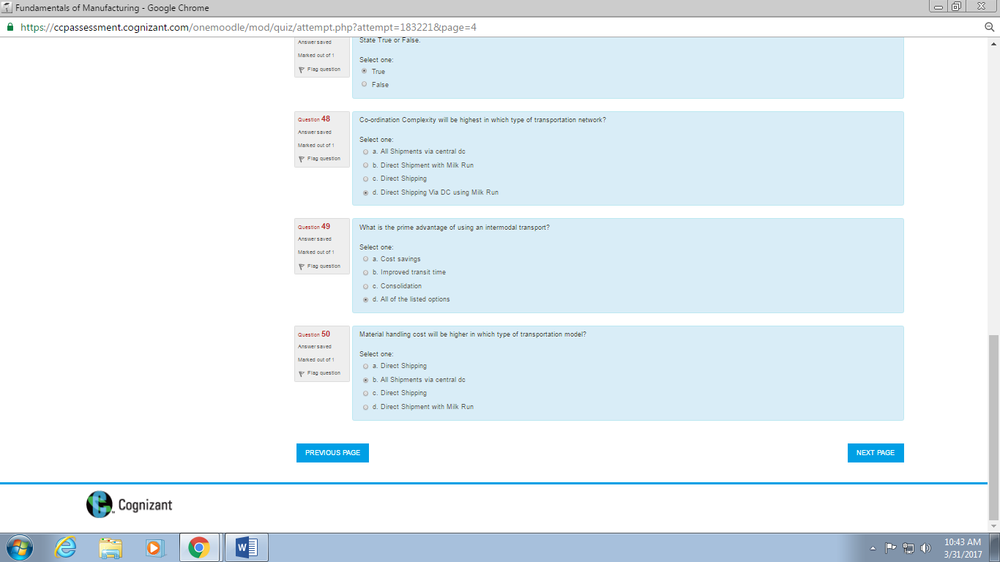 Fundamentals of Manufacturing - Google Chrome
https://ccpassessment.cognizant.com/onemoodle/mod/quiz/attempt.php?attempt=183221&page=4
Answer saved
Marked out of 1
Flag question
State True or False.
Select one:
True
False
Question 48
Answer saved
Marked out of 1
Flag question
Co-ordination Complexity will be highest in which type of transportation network?
Select one:
a. All Shipments via central dc
b. Direct Shipment with Milk Run
c. Direct Shipping
d. Direct Shipping Via DC using Milk Run
Question 49
Answer saved
Marked out of 1
Flag question
What is the prime advantage of using an intermodal transport?
Select one:
a. Cost savings
b. Improved transit time
c. Consolidation
d. All of the listed options
Question 50
Answer saved
Marked out of 1
Flag question
Material handling cost will be higher in which type of transportation model?
Select one:
a. Direct Shipping
b. All Shipments via central dc
c. Direct Shipping
d. Direct Shipment with Milk Run
PREVIOUS PAGE
NEXT PAGE
Cognizant
10:43 AM
3/31/2017